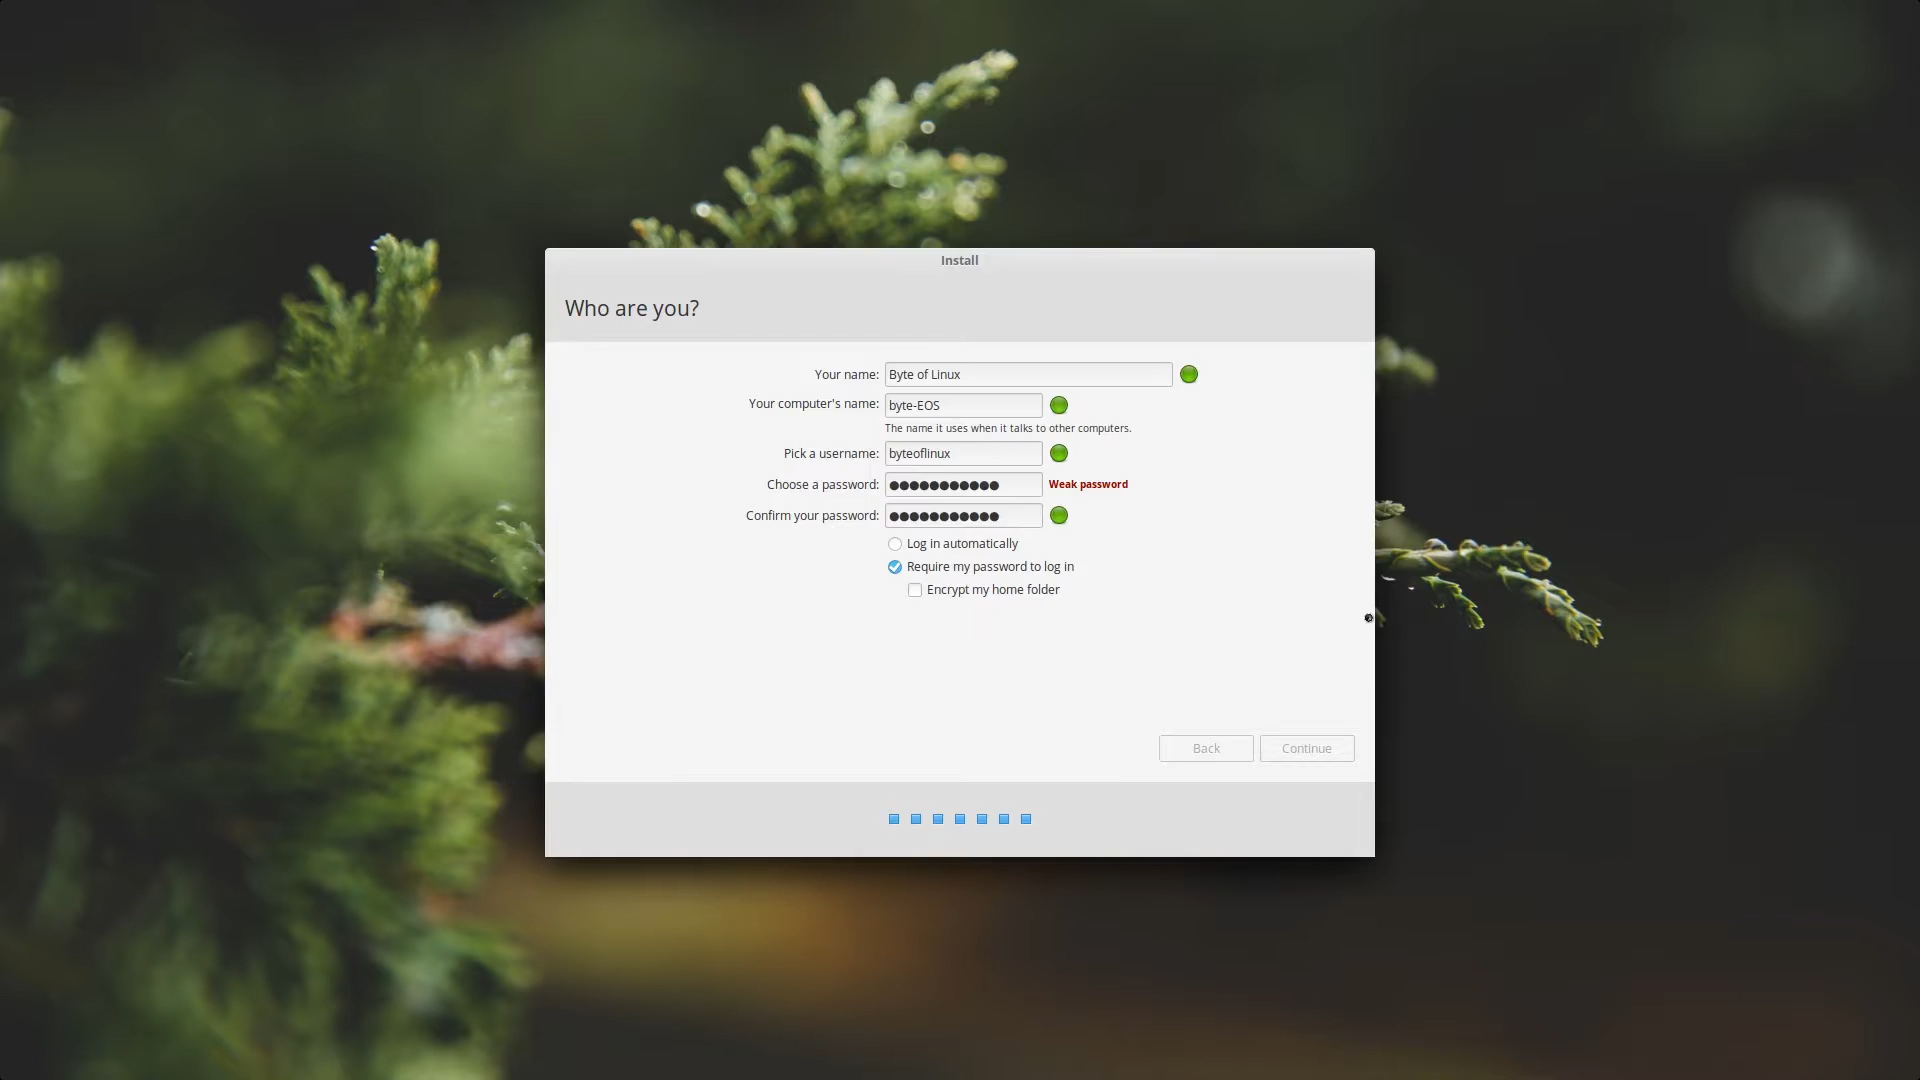 Install
Who are you?
Your name: Byte of Linux
Your computer's name: byte-EOS
The name it uses when it talks to other computers.
Pick a username: byteoflinux
Choose a password: ●●●●●●●●●●● Weak password
Confirm your password: ●●●●●●●●●●●
Log in automatically
Require my password to log in
Encrypt my home folder
Back Continue